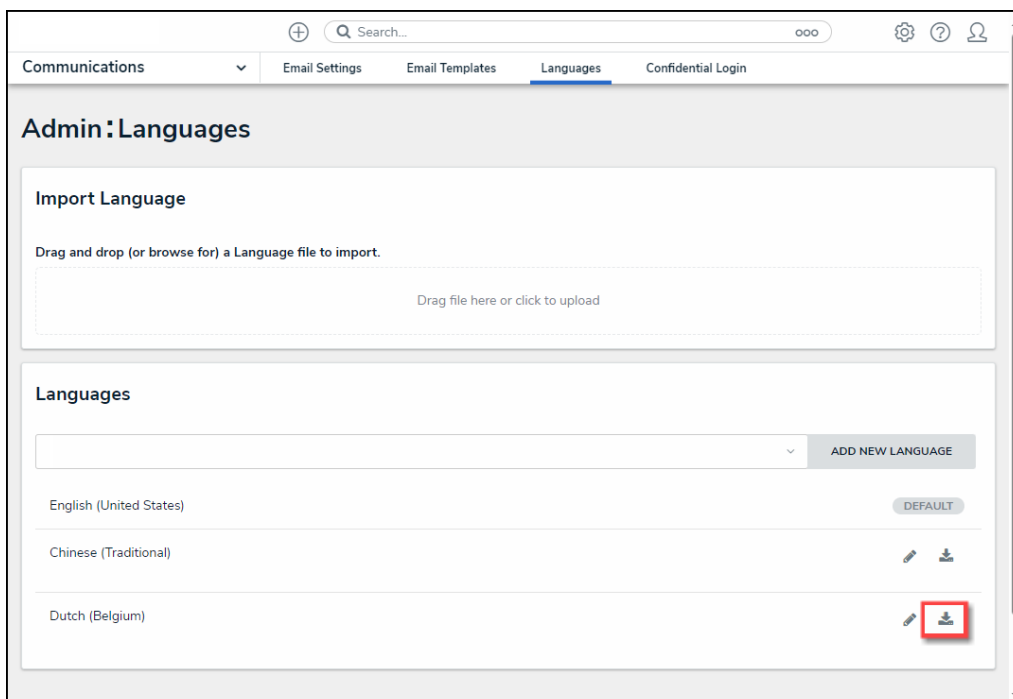 Search...
Communications
Email Settings
Email Templates
Languages
Confidential Login
Admin:Languages
Import Language
Drag and drop (or browse for) a Language file to import.
Drag file here or click to upload
Languages
ADD NEW LANGUAGE
English (United States)
DEFAULT
Chinese (Traditional)
Dutch (Belgium)